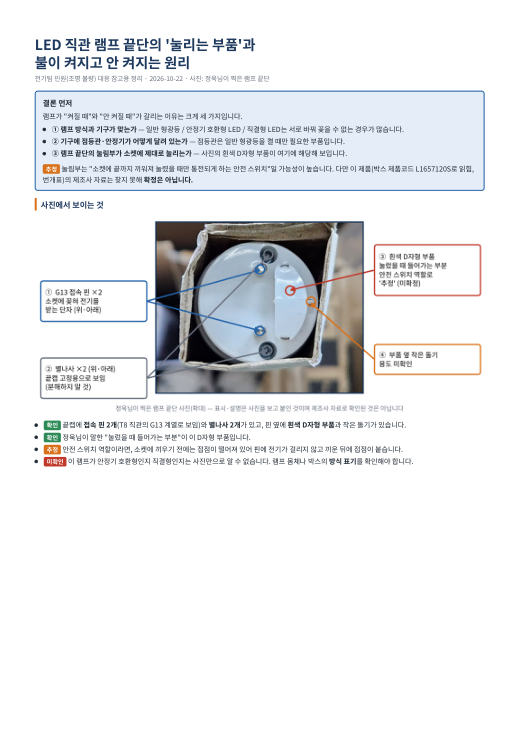 LED 직관 램프 끝단의 '눌리는 부품'과
불이 켜지고 안 켜지는 원리
전기팀 민원(조명 불량) 대응 참고용 정리 · 2026-10-22 · 사진: 정욱님이 찍은 램프 끝단
결론 먼저
램프가 "켜질 때"와 "안 켜질 때"가 갈리는 이유는 크게 세 가지입니다.
● ① 램프 방식과 기구가 맞는가 — 일반 형광등 / 안정기 호환형 LED / 직결형 LED는 서로 바꿔 꽂을 수 없는 경우가 많습니다.
● ② 기구에 점등관·안정기가 어떻게 달려 있는가 — 점등관은 일반 형광등을 켤 때만 필요한 부품입니다.
● ③ 램프 끝단의 눌림부가 소켓에 제대로 눌리는가 — 사진의 흰색 D자형 부품이 여기에 해당해 보입니다.
추정 눌림부는 "소켓에 끝까지 끼워져 눌렸을 때만 통전되게 하는 안전 스위치"일 가능성이 높습니다. 다만 이 제품(박스 제품코드 L1657120S로 읽힘,
번개표)의 제조사 자료는 찾지 못해 확정은 아닙니다.
사진에서 보이는 것
① G13 접속 핀 ×2
소켓에 꽂혀 전기를
받는 단자 (위·아래)
② 별나사 ×2 (위·아래)
끝캡 고정용으로 보임
(분해하지 말 것)
③ 흰색 D자형 부품
눌렀을 때 들어가는 부분
안전 스위치 역할로
'추정' (미확정)
④ 부품 옆 작은 돌기
용도 미확인
정욱님이 찍은 램프 끝단 사진(확대) — 표시·설명은 사진을 보고 붙인 것이며 제조사 자료로 확인된 것은 아닙니다
● 확인 끝캡에 접속 핀 2개(T8 직관의 G13 계열로 보임)와 별나사 2개가 있고, 핀 옆에 흰색 D자형 부품과 작은 돌기가 있습니다.
● 확인 정욱님이 말한 "눌렀을 때 들어가는 부분"이 이 D자형 부품입니다.
● 추정 안전 스위치 역할이라면, 소켓에 끼우기 전에는 접점이 떨어져 있어 핀에 전기가 걸리지 않고 끼운 뒤에 접점이 붙습니다.
● 미확인 이 램프가 안정기 호환형인지 직결형인지는 사진만으로 알 수 없습니다. 램프 몸체나 박스의 방식 표기를 확인해야 합니다.